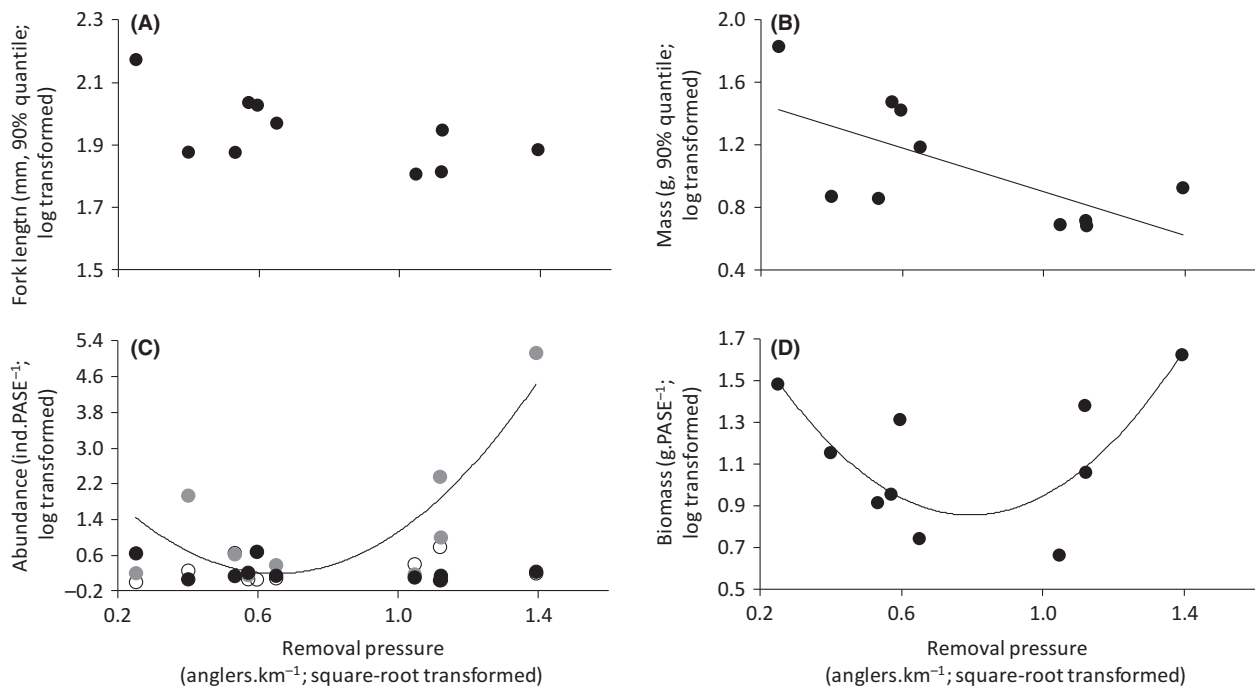 (A)
Fork length (mm, 90% quantile;
log transformed)
2.3
2.1
1.9
1.7
1.5
(B)
Mass (g, 90% quantile;
log transformed)
2.0
1.6
1.2
0.8
0.4
(C)
Abundance (ind.PASE⁻¹;
log transformed)
5.4
4.6
3.8
3.0
2.2
1.4
0.6
−0.2
0.2
0.6
1.0
1.4
Removal pressure
(anglers.km⁻¹; square-root transformed)
(D)
Biomass (g.PASE⁻¹;
log transformed)
1.7
1.5
1.3
1.1
0.9
0.7
0.5
0.2
0.6
1.0
1.4
Removal pressure
(anglers.km⁻¹; square-root transformed)